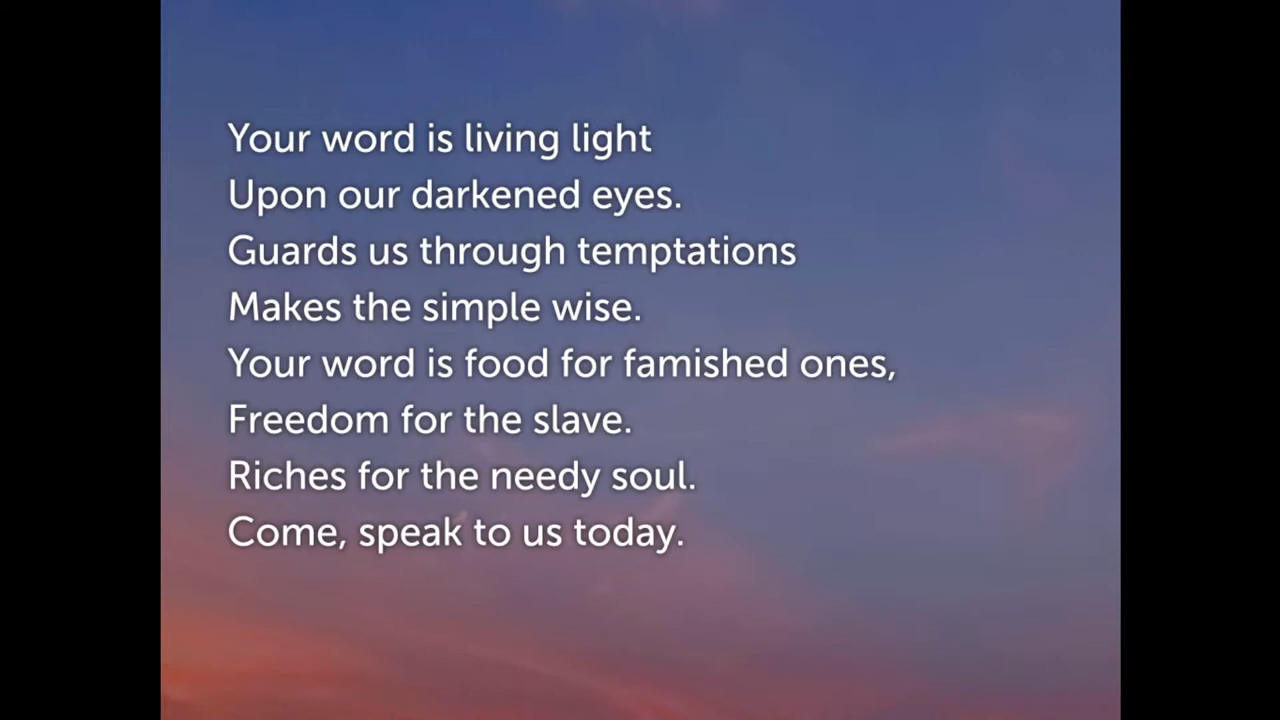 Your word is living light
Upon our darkened eyes.
Guards us through temptations
Makes the simple wise.
Your word is food for famished ones,
Freedom for the slave.
Riches for the needy soul.
Come, speak to us today.